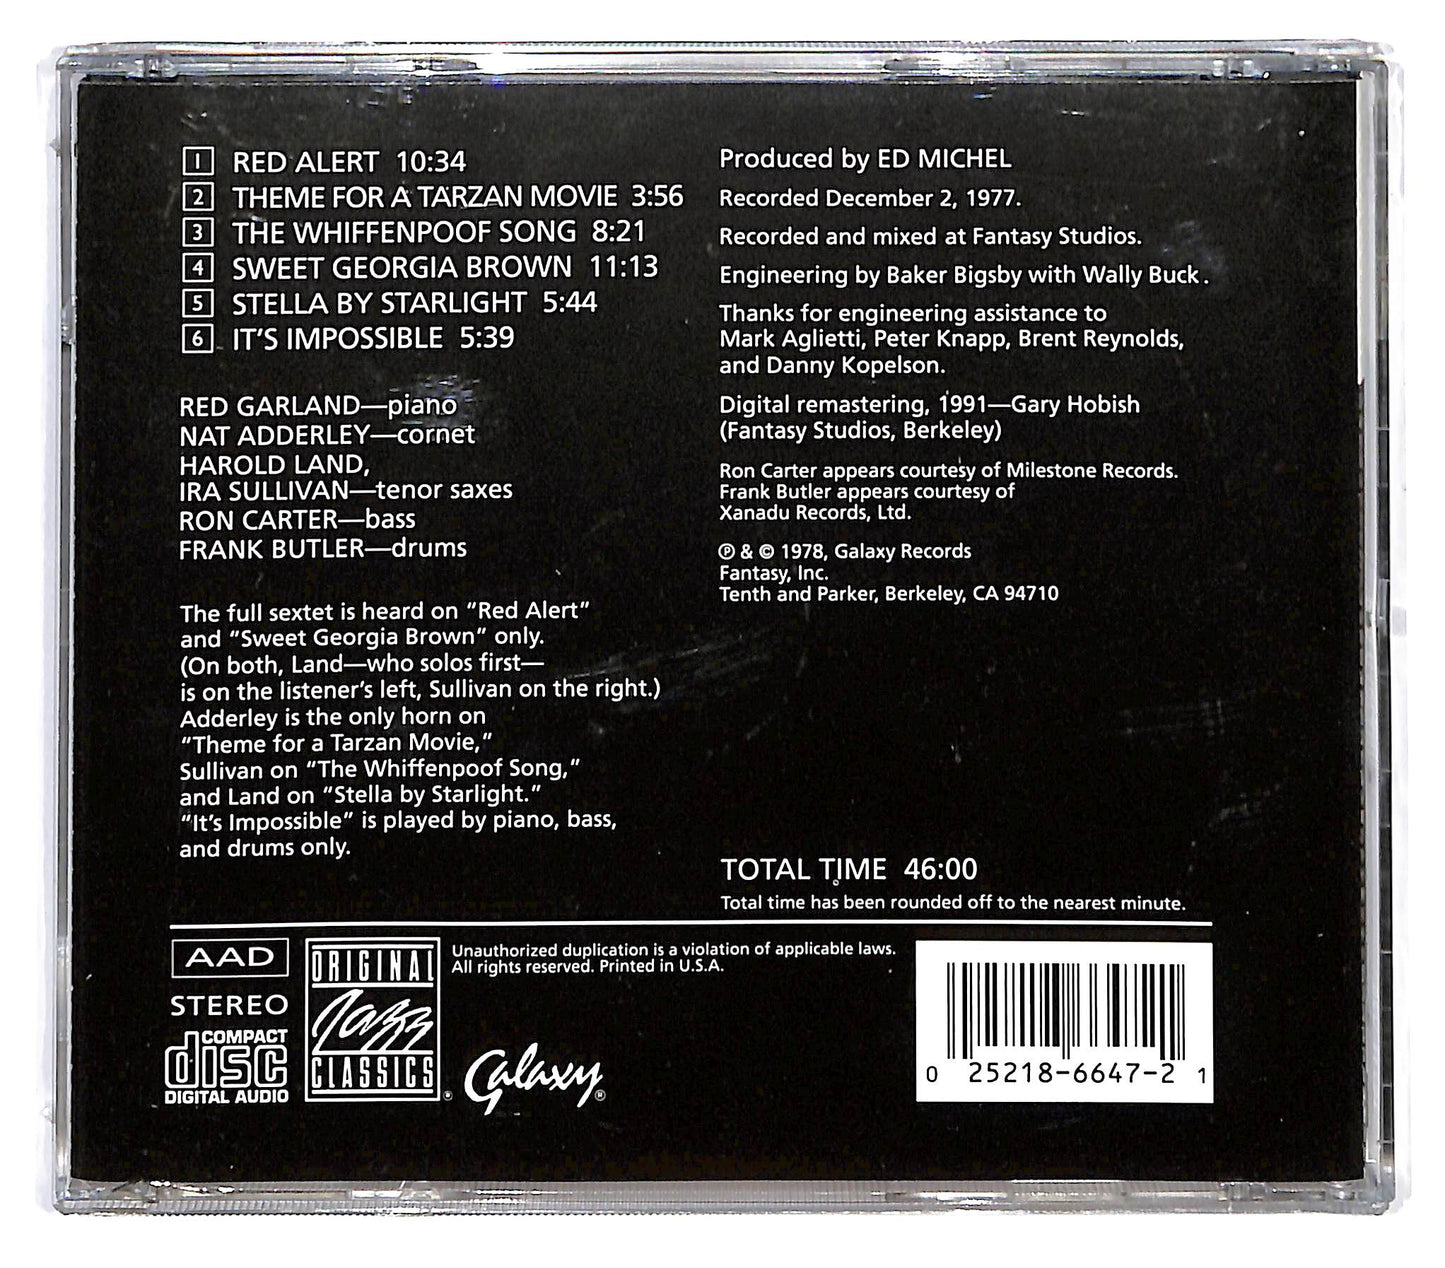 1 RED ALERT 10:34
2 THEME FOR A TARZAN MOVIE 3:56
3 THE WHIFFENPOOF SONG 8:21
4 SWEET GEORGIA BROWN 11:13
5 STELLA BY STARLIGHT 5:44
6 IT'S IMPOSSIBLE 5:39
RED GARLAND—piano
NAT ADDERLEY—cornet
HAROLD LAND,
IRA SULLIVAN—tenor saxes
RON CARTER—bass
FRANK BUTLER—drums
The full sextet is heard on “Red Alert”
and “Sweet Georgia Brown” only.
(On both, Land—who solos first—
is on the listener's left, Sullivan on the right.)
Adderley is the only horn on
“Theme for a Tarzan Movie,”
Sullivan on “The Whiffenpoof Song,”
and Land on “Stella by Starlight.”
“It's Impossible” is played by piano, bass,
and drums only.
Produced by ED MICHEL
Recorded December 2, 1977.
Recorded and mixed at Fantasy Studios.
Engineering by Baker Bigsby with Wally Buck.
Thanks for engineering assistance to
Mark Aglietti, Peter Knapp, Brent Reynolds,
and Danny Kopelson.
Digital remastering, 1991—Gary Hobish
(Fantasy Studios, Berkeley)
Ron Carter appears courtesy of Milestone Records.
Frank Butler appears courtesy of
Xanadu Records, Ltd.
℗ & © 1978, Galaxy Records
Fantasy, Inc.
Tenth and Parker, Berkeley, CA 94710
TOTAL TIME 46:00
Total time has been rounded off to the nearest minute.
AAD
STEREO
COMPACT
disc
DIGITAL AUDIO
ORIGINAL
Jazz
CLASSICS®
Unauthorized duplication is a violation of applicable laws.
All rights reserved. Printed in U.S.A.
Galaxy®
0 25218-6647-2 1